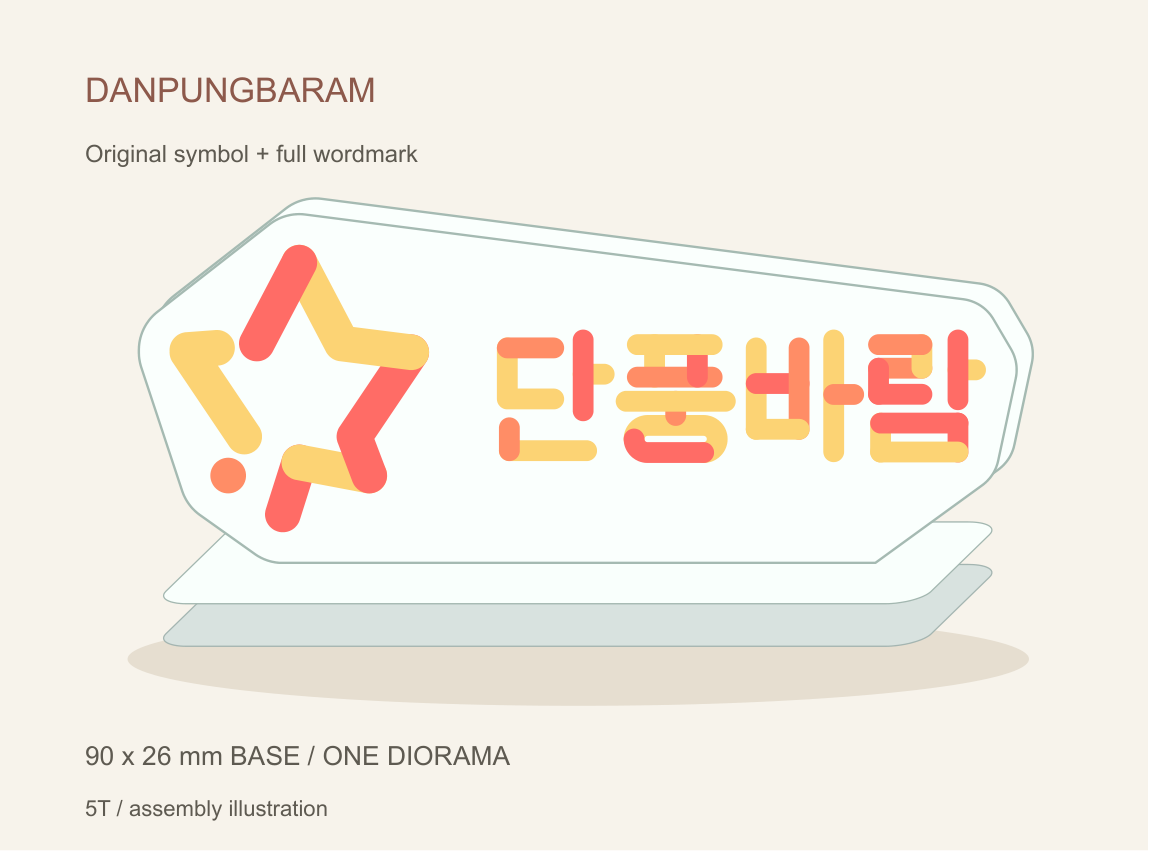 DANPUNGBARAM
Original symbol + full wordmark
단풍바람
90 x 26 mm BASE / ONE DIORAMA
5T / assembly illustration